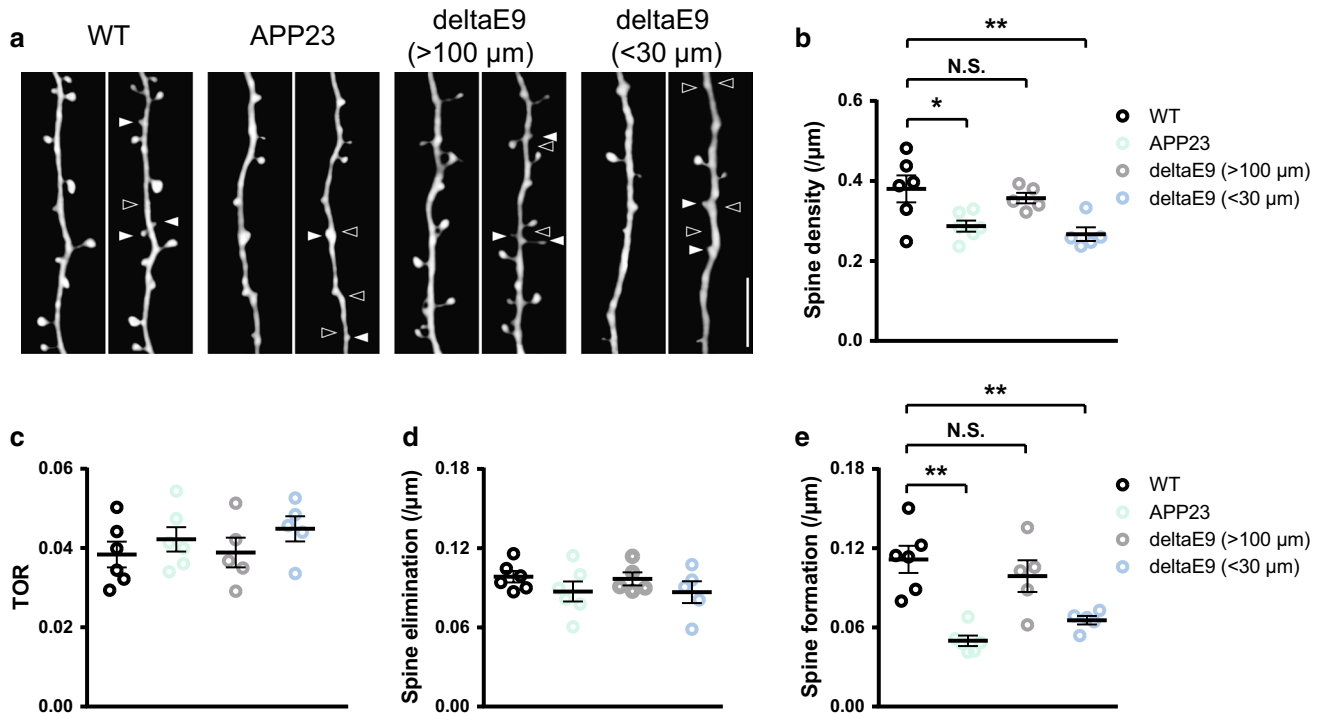 a
WT
APP23
deltaE9
(>100 µm)
deltaE9
(<30 µm)
b
**
N.S.
*
Spine density (/µm)
0.6
0.4
0.2
0.0
WT
APP23
deltaE9 (>100 µm)
deltaE9 (<30 µm)
c
TOR
0.06
0.04
0.02
0.00
d
Spine elimination (/µm)
0.18
0.12
0.06
0.00
e
**
N.S.
**
Spine formation (/µm)
0.18
0.12
0.06
0.00
WT
APP23
deltaE9 (>100 µm)
deltaE9 (<30 µm)